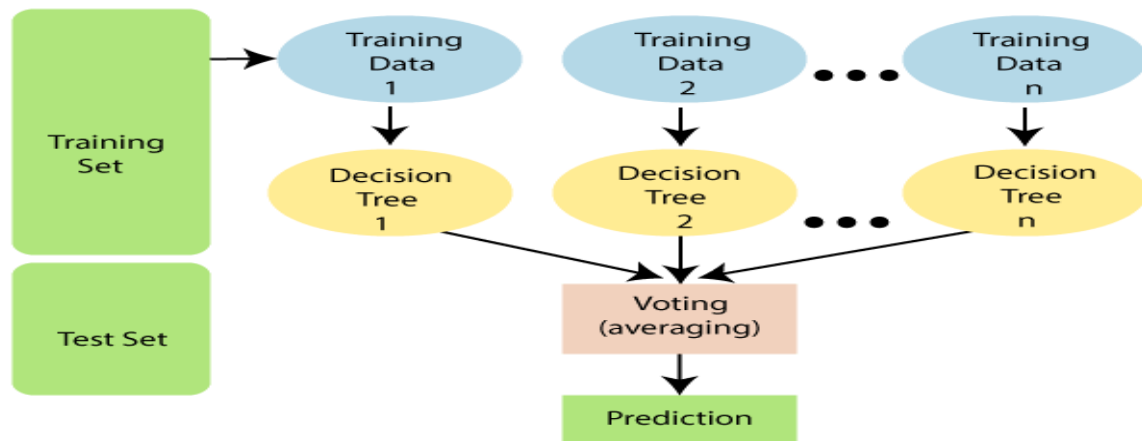 Training
Set
Training
Data
1
Training
Data
2
Training
Data
n
Decision
Tree
1
Decision
Tree
2
Decision
Tree
n
Test Set
Voting
(averaging)
Prediction